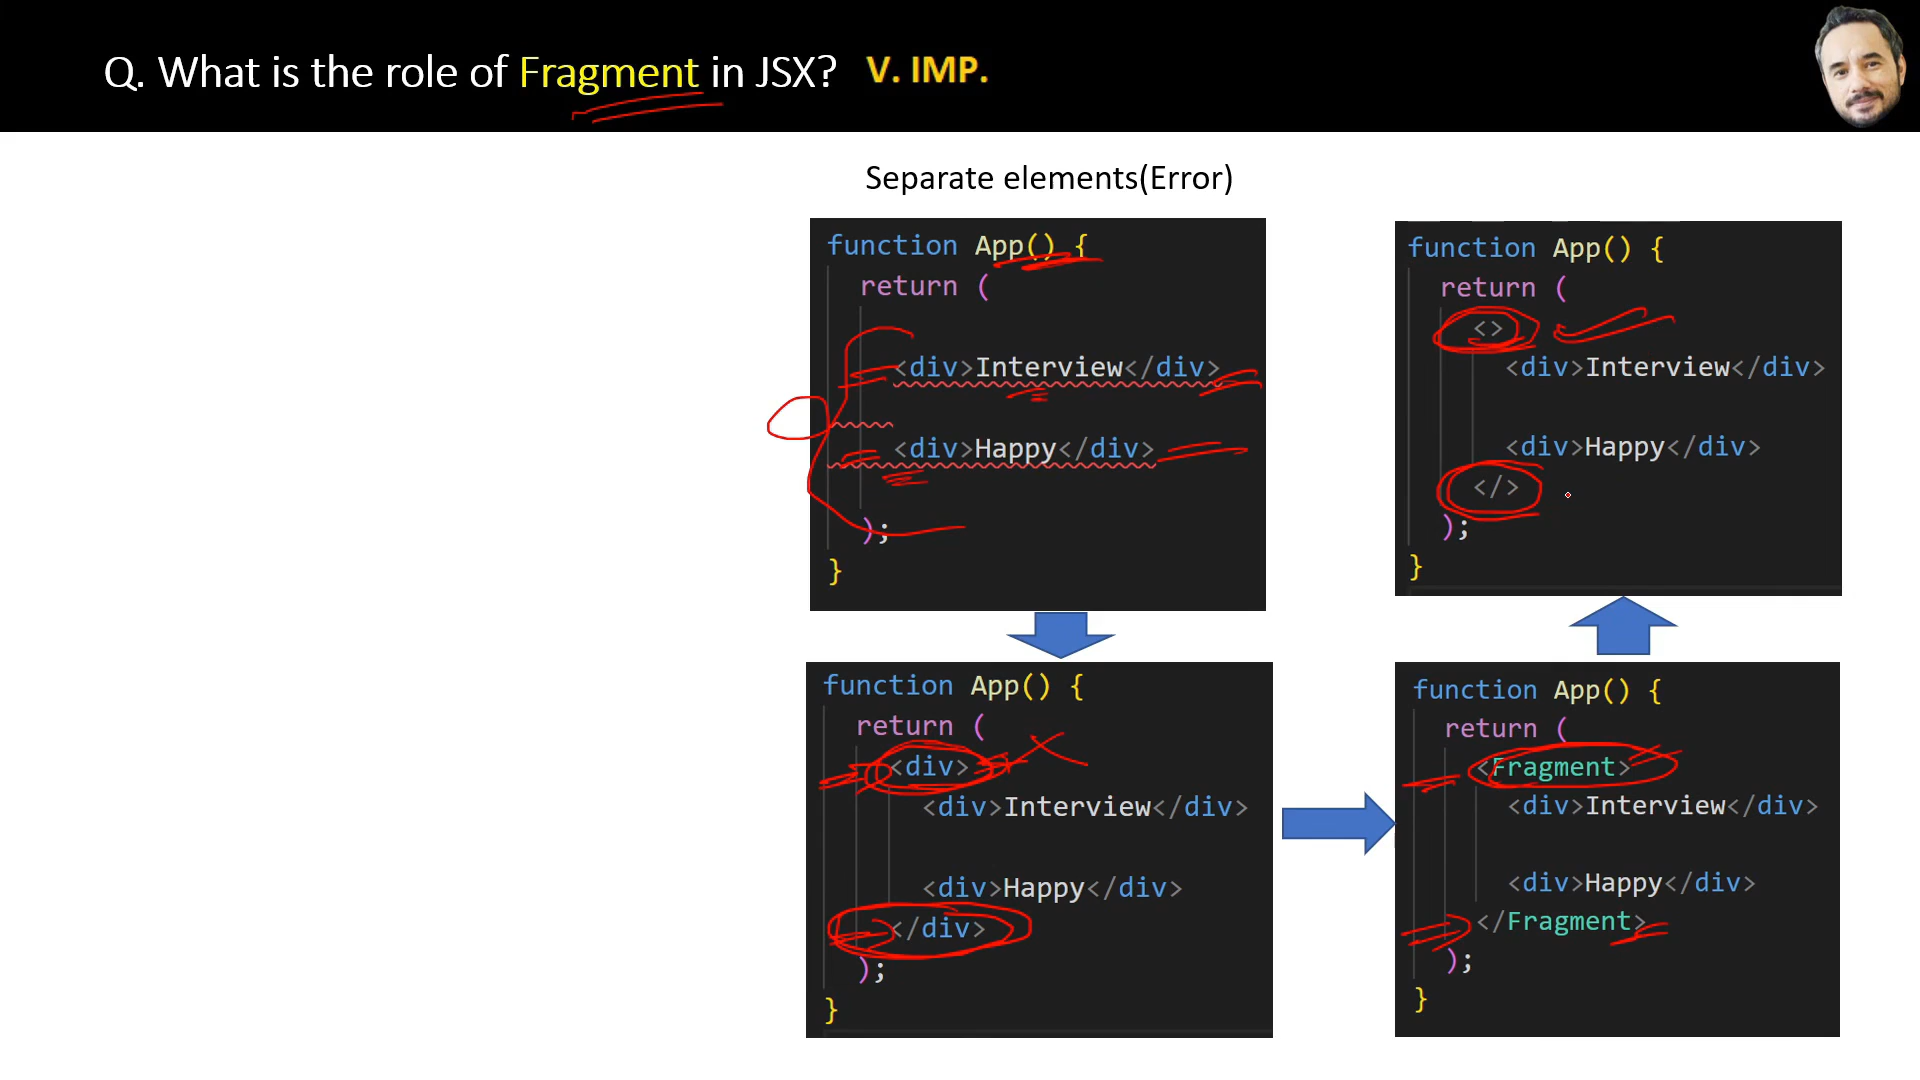 Q. What is the role of Fragment in JSX? V. IMP.
Separate elements(Error)
function App() {
return (
<div>Interview</div>
<div>Happy</div>
);
}
function App() {
return (
<>
<div>Interview</div>
<div>Happy</div>
</>
);
}
function App() {
return (
<div>
<div>Interview</div>
<div>Happy</div>
</div>
);
}
function App() {
return (
<Fragment>
<div>Interview</div>
<div>Happy</div>
</Fragment>
);
}